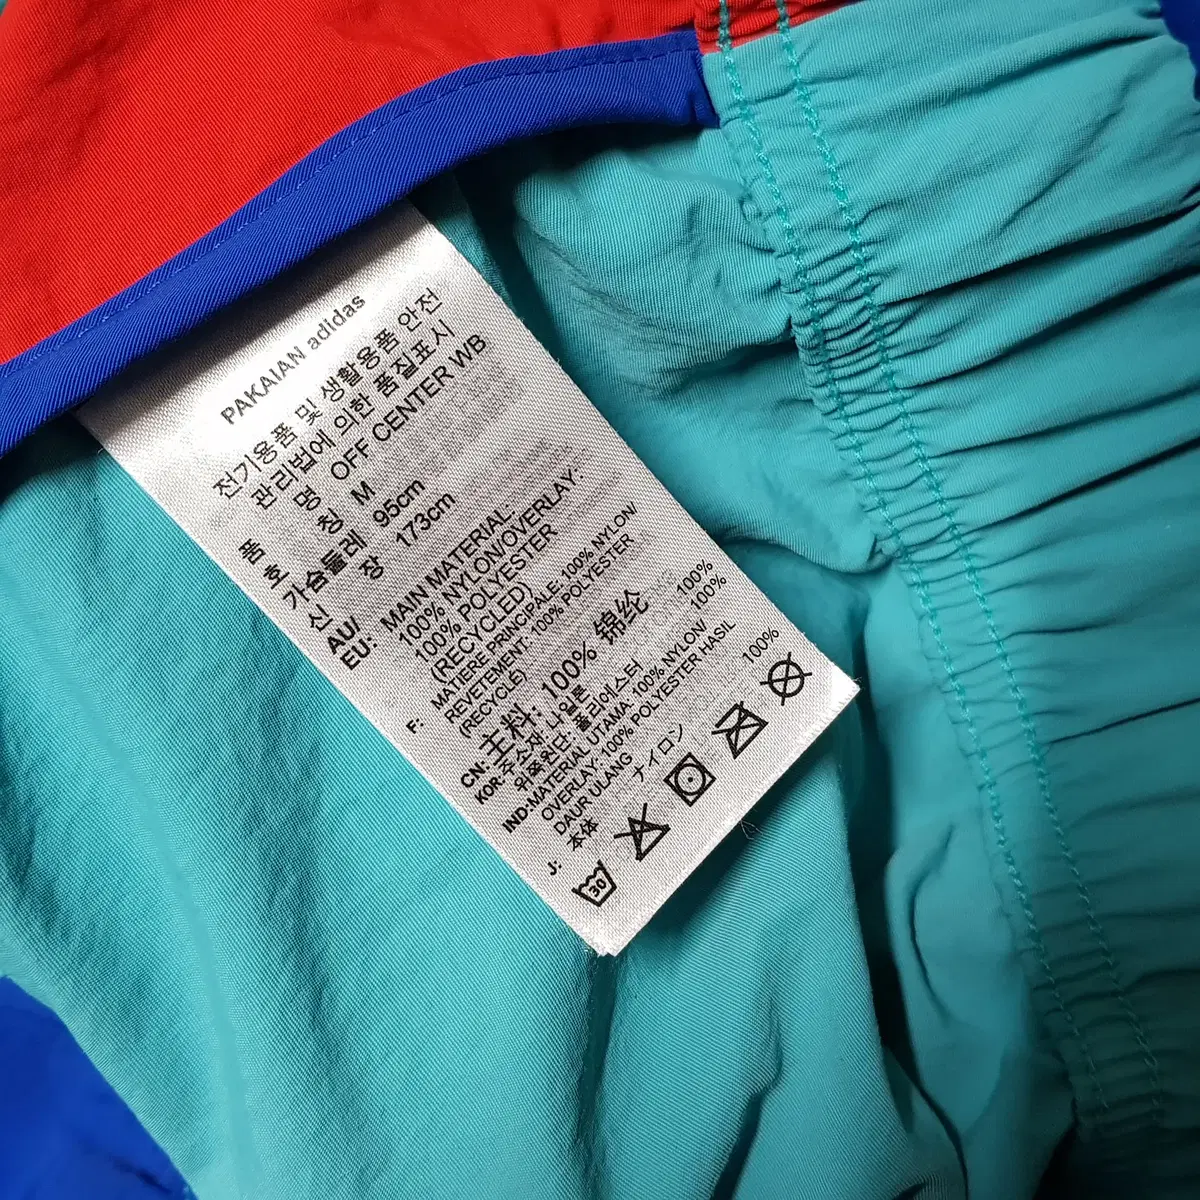 PAKAIAN adidas
전기용품 및 생활용품 안전
관리법에 의한 품질표시
품 명 OFF CENTER WB
호 칭 M
가슴둘레 95cm
신 장 173cm
AU/
EU: MAIN MATERIAL:
100% NYLON/OVERLAY:
100% POLYESTER
(RECYCLED)
F: MATIERE PRINCIPALE: 100% NYLON/
REVETEMENT: 100% POLYESTER
(RECYCLÉ)
CN: 主料: 100% 锦纶
KOR: 주소재: 나일론 100%
위쪽원단: 폴리에스터 100%
IND: MATERIAL UTAMA: 100% NYLON/
OVERLAY: 100% POLYESTER HASIL
DAUR ULANG
J: 本体 ナイロン 100%
30